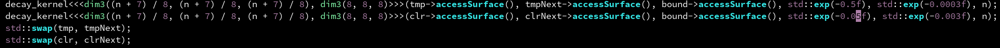 decay_kernel<<<dim3((n + 7) / 8, (n + 7) / 8, (n + 7) / 8), dim3(8, 8, 8)>>>(tmp->accessSurface(), tmpNext->accessSurface(), bound->accessSurface(), std::exp(-0.5f), std::exp(-0.0003f), n);
decay_kernel<<<dim3((n + 7) / 8, (n + 7) / 8, (n + 7) / 8), dim3(8, 8, 8)>>>(clr->accessSurface(), clrNext->accessSurface(), bound->accessSurface(), std::exp(-0.05f), std::exp(-0.003f), n);
std::swap(tmp, tmpNext);
std::swap(clr, clrNext);